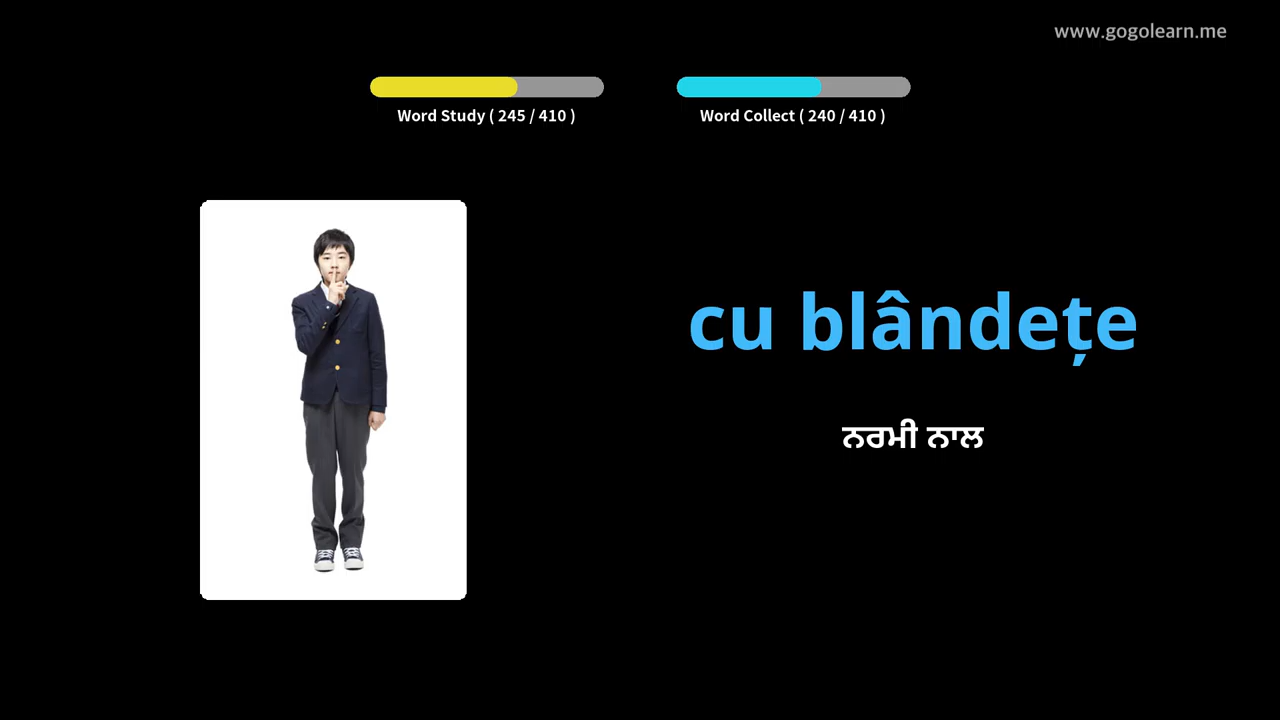 www.gogolearn.me
Word Study ( 245 / 410 )
Word Collect ( 240 / 410 )
cu blândețe
ਨਰਮੀ ਨਾਲ